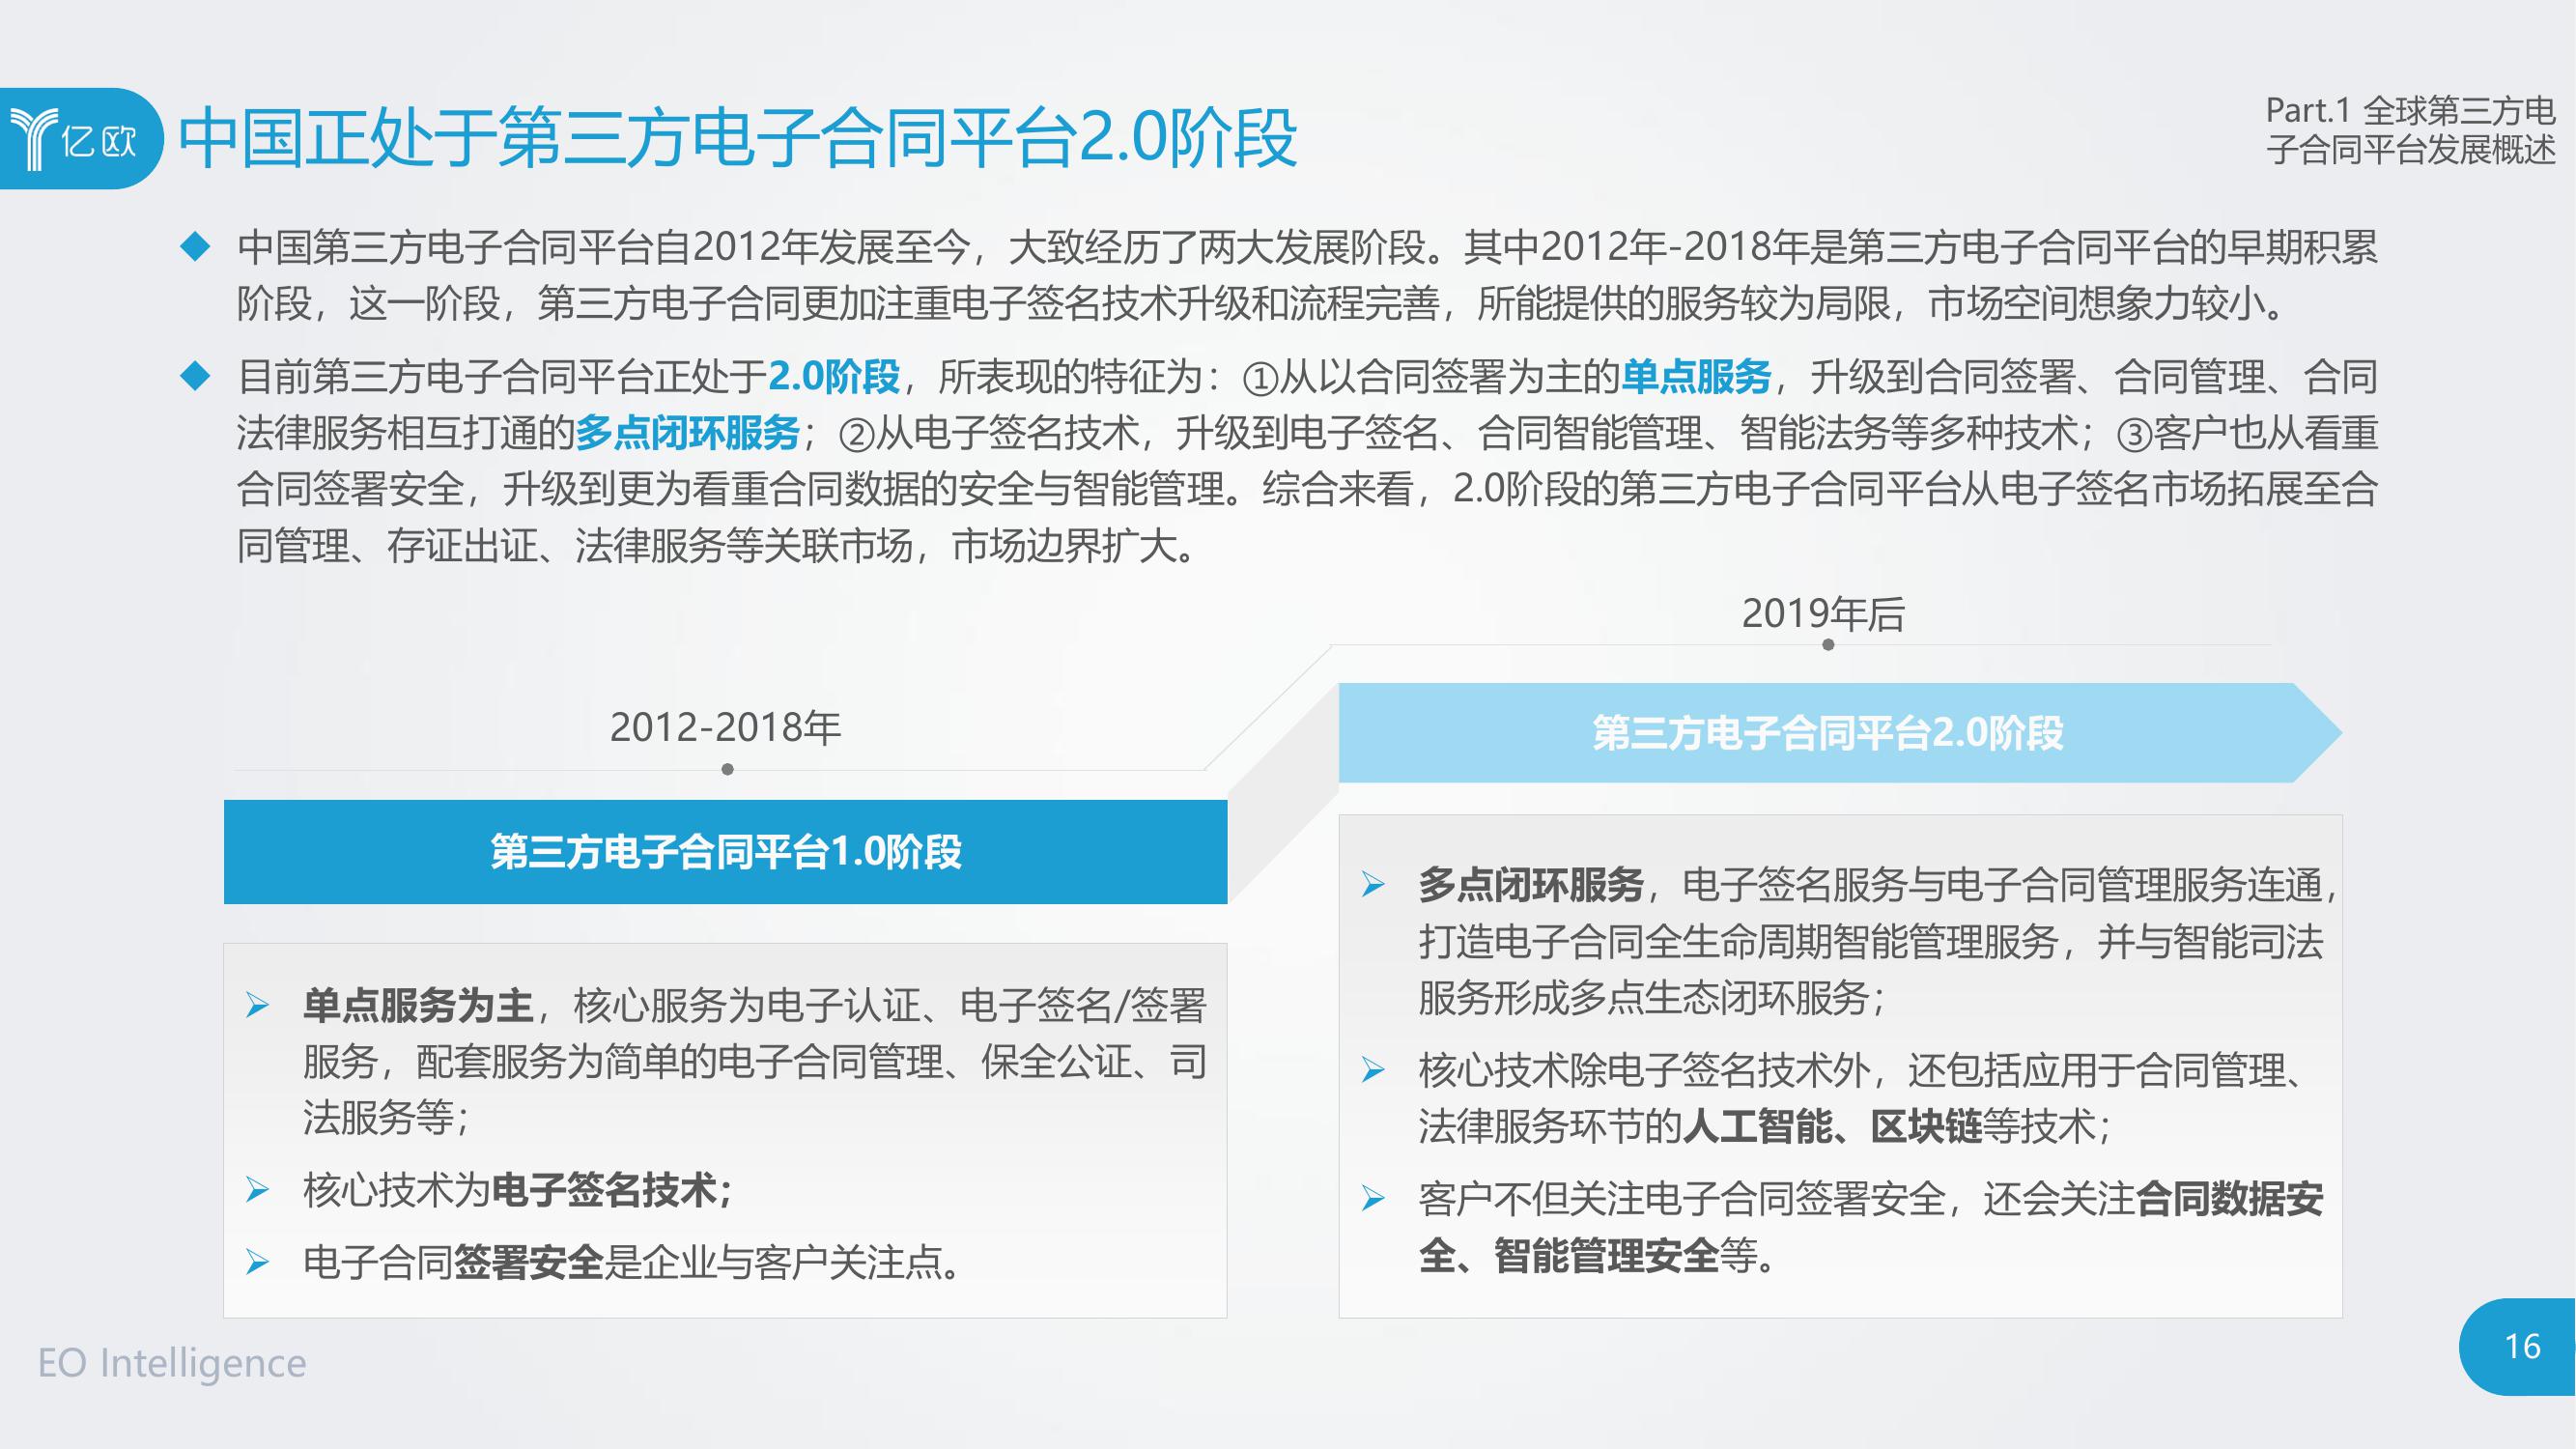 亿欧
中国正处于第三方电子合同平台2.0阶段
Part.1 全球第三方电
子合同平台发展概述
◆ 中国第三方电子合同平台自2012年发展至今，大致经历了两大发展阶段。其中2012年-2018年是第三方电子合同平台的早期积累
阶段，这一阶段，第三方电子合同更加注重电子签名技术升级和流程完善，所能提供的服务较为局限，市场空间想象力较小。
◆ 目前第三方电子合同平台正处于2.0阶段，所表现的特征为：①从以合同签署为主的单点服务，升级到合同签署、合同管理、合同
法律服务相互打通的多点闭环服务；②从电子签名技术，升级到电子签名、合同智能管理、智能法务等多种技术；③客户也从看重
合同签署安全，升级到更为看重合同数据的安全与智能管理。综合来看，2.0阶段的第三方电子合同平台从电子签名市场拓展至合
同管理、存证出证、法律服务等关联市场，市场边界扩大。
2012-2018年
第三方电子合同平台1.0阶段
➢ 单点服务为主，核心服务为电子认证、电子签名/签署
服务，配套服务为简单的电子合同管理、保全公证、司
法服务等；
➢ 核心技术为电子签名技术；
➢ 电子合同签署安全是企业与客户关注点。
2019年后
第三方电子合同平台2.0阶段
➢ 多点闭环服务，电子签名服务与电子合同管理服务连通，
打造电子合同全生命周期智能管理服务，并与智能司法
服务形成多点生态闭环服务；
➢ 核心技术除电子签名技术外，还包括应用于合同管理、
法律服务环节的人工智能、区块链等技术；
➢ 客户不但关注电子合同签署安全，还会关注合同数据安
全、智能管理安全等。
EO Intelligence
16